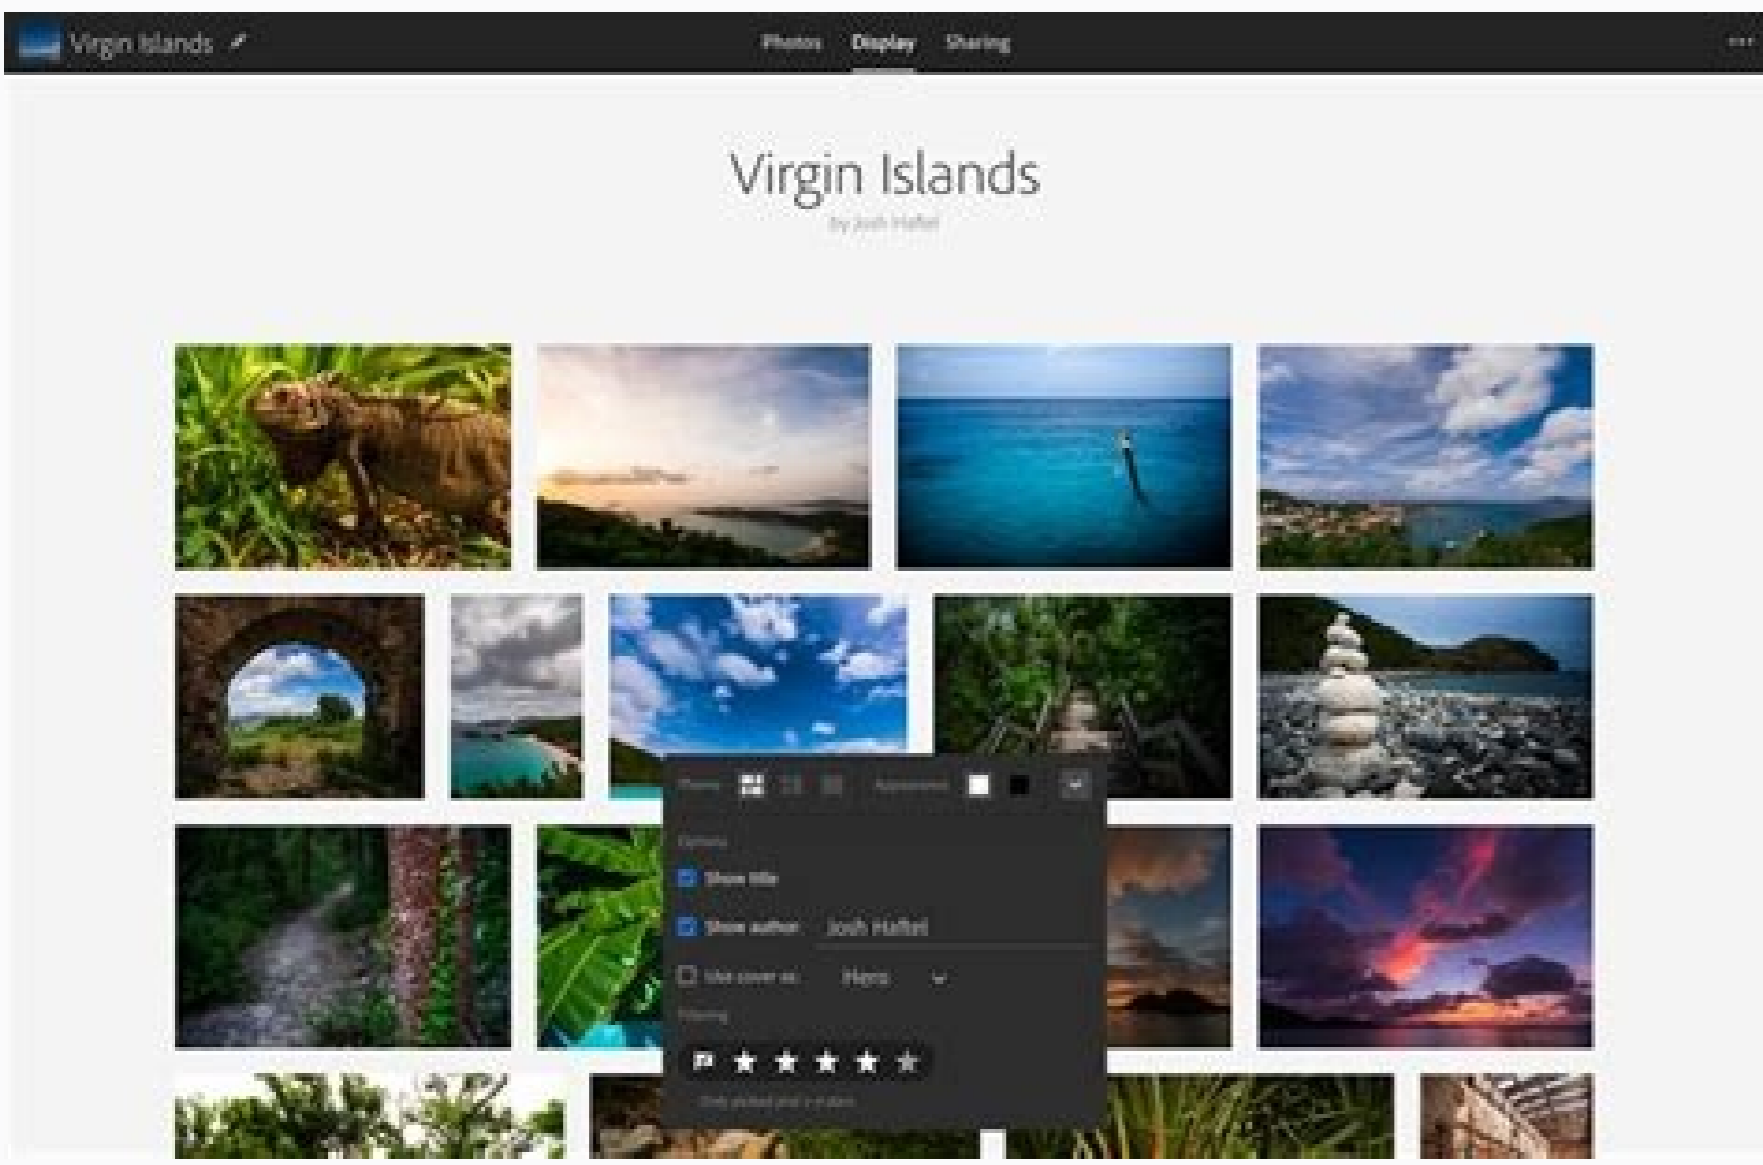 Virgin Islands
Photos Display Sharing
Virgin Islands
by Josh Haftel
Theme Appearance
Options
Show title
Show author Josh Haftel
Use cover as Hero
Filtering